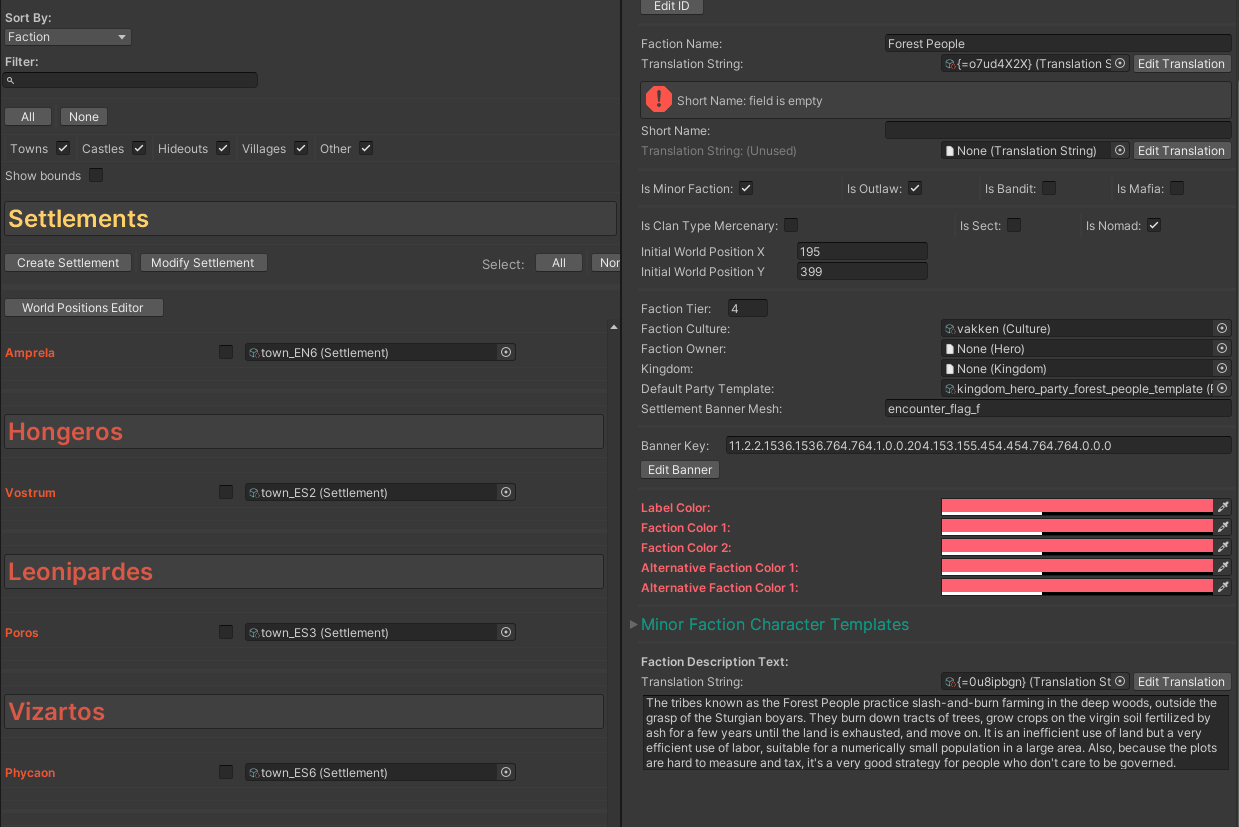 Sort By:
Faction
Filter:
All
None
Towns
Castles
Hideouts
Villages
Other
Show bounds
Settlements
Create Settlement
Modify Settlement
Select:
All
Nor
World Positions Editor
Amprela
town_EN6 (Settlement)
Hongeros
Vostrum
town_ES2 (Settlement)
Leonipardes
Poros
town_ES3 (Settlement)
Vizartos
Phycaon
town_ES6 (Settlement)
Edit ID
Faction Name:
Forest People
Translation String:
{=o7ud4X2X} (Translation S
Edit Translation
Short Name: field is empty
Short Name:
Translation String: (Unused)
None (Translation String)
Edit Translation
Is Minor Faction:
Is Outlaw:
Is Bandit:
Is Mafia:
Is Clan Type Mercenary:
Is Sect:
Is Nomad:
Initial World Position X
195
Initial World Position Y
399
Faction Tier:
4
Faction Culture:
vakken (Culture)
Faction Owner:
None (Hero)
Kingdom:
None (Kingdom)
Default Party Template:
kingdom_hero_party_forest_people_template (F
Settlement Banner Mesh:
encounter_flag_f
Banner Key:
11.2.2.1536.1536.764.764.1.0.0.204.153.155.454.454.764.764.0.0.0
Edit Banner
Label Color:
Faction Color 1:
Faction Color 2:
Alternative Faction Color 1:
Alternative Faction Color 1:
Minor Faction Character Templates
Faction Description Text:
Translation String:
{=0u8ipbgn} (Translation St
Edit Translation
The tribes known as the Forest People practice slash-and-burn farming in the deep woods, outside the
grasp of the Sturgian boyars. They burn down tracts of trees, grow crops on the virgin soil fertilized by
ash for a few years until the land is exhausted, and move on. It is an inefficient use of land but a very
efficient use of labor, suitable for a numerically small population in a large area. Also, because the plots
are hard to measure and tax, it's a very good strategy for people who don't care to be governed.